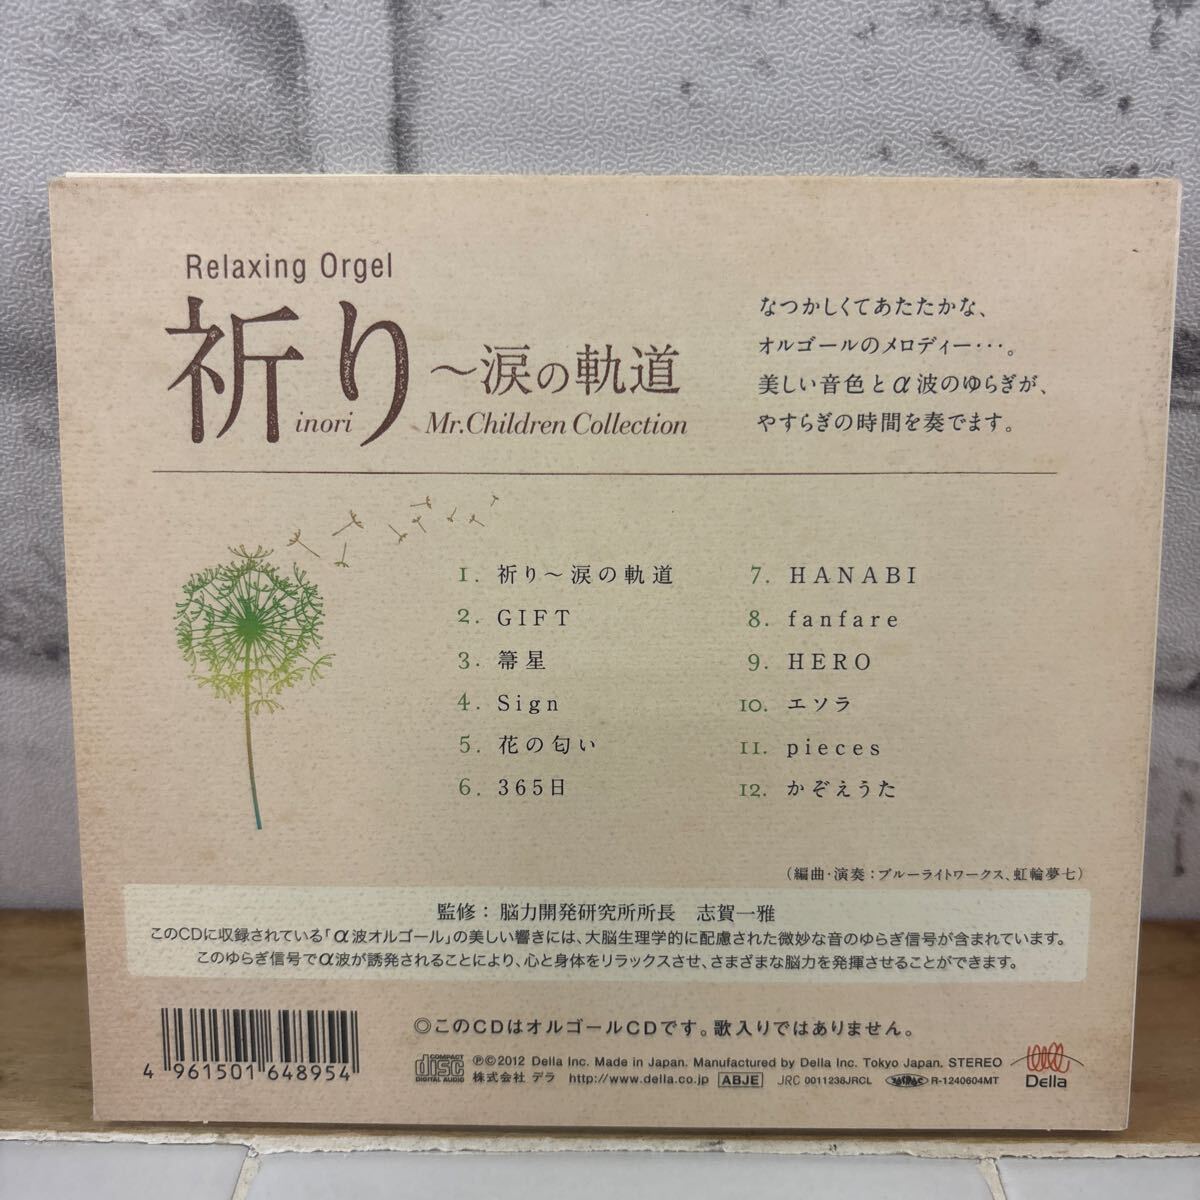 Relaxing Orgel
祈り～涙の軌道
inori Mr.Children Collection
なつかしくてあたたかな、
オルゴールのメロディー・・・。
美しい音色とα波のゆらぎが、
やすらぎの時間を奏でます。
1. 祈り～涙の軌道
2. GIFT
3. 箒星
4. Sign
5. 花の匂い
6. 365日
7. HANABI
8. fanfare
9. HERO
10. エソラ
11. pieces
12. かぞえうた
（編曲・演奏：ブルーライトワークス、虹輪夢七）
監修：脳力開発研究所所長　志賀一雅
このCDに収録されている「α波オルゴール」の美しい響きには、大脳生理学的に配慮された微妙な音のゆらぎ信号が含まれています。
このゆらぎ信号でα波が誘発されることにより、心と身体をリラックスさせ、さまざまな脳力を発揮させることができます。
◎このCDはオルゴールCDです。歌入りではありません。
4 961501 648954
COMPACT disc DIGITAL AUDIO
Ⓟ©2012 Della Inc. Made in Japan. Manufactured by Della Inc. Tokyo Japan. STEREO
株式会社 デラ http://www.della.co.jp ABJE JRC 0011238JRCL R-1240604MT
Della